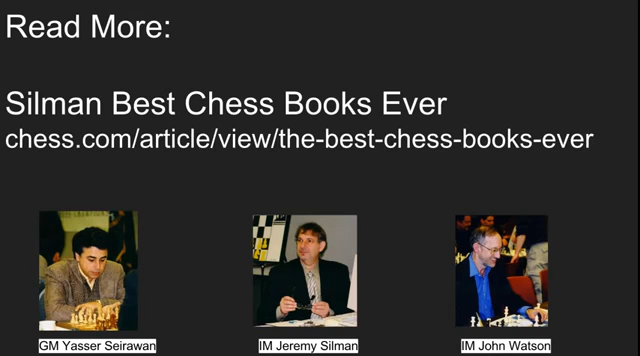 Read More:
Silman Best Chess Books Ever
chess.com/article/view/the-best-chess-books-ever
GM Yasser Seirawan
IM Jeremy Silman
IM John Watson